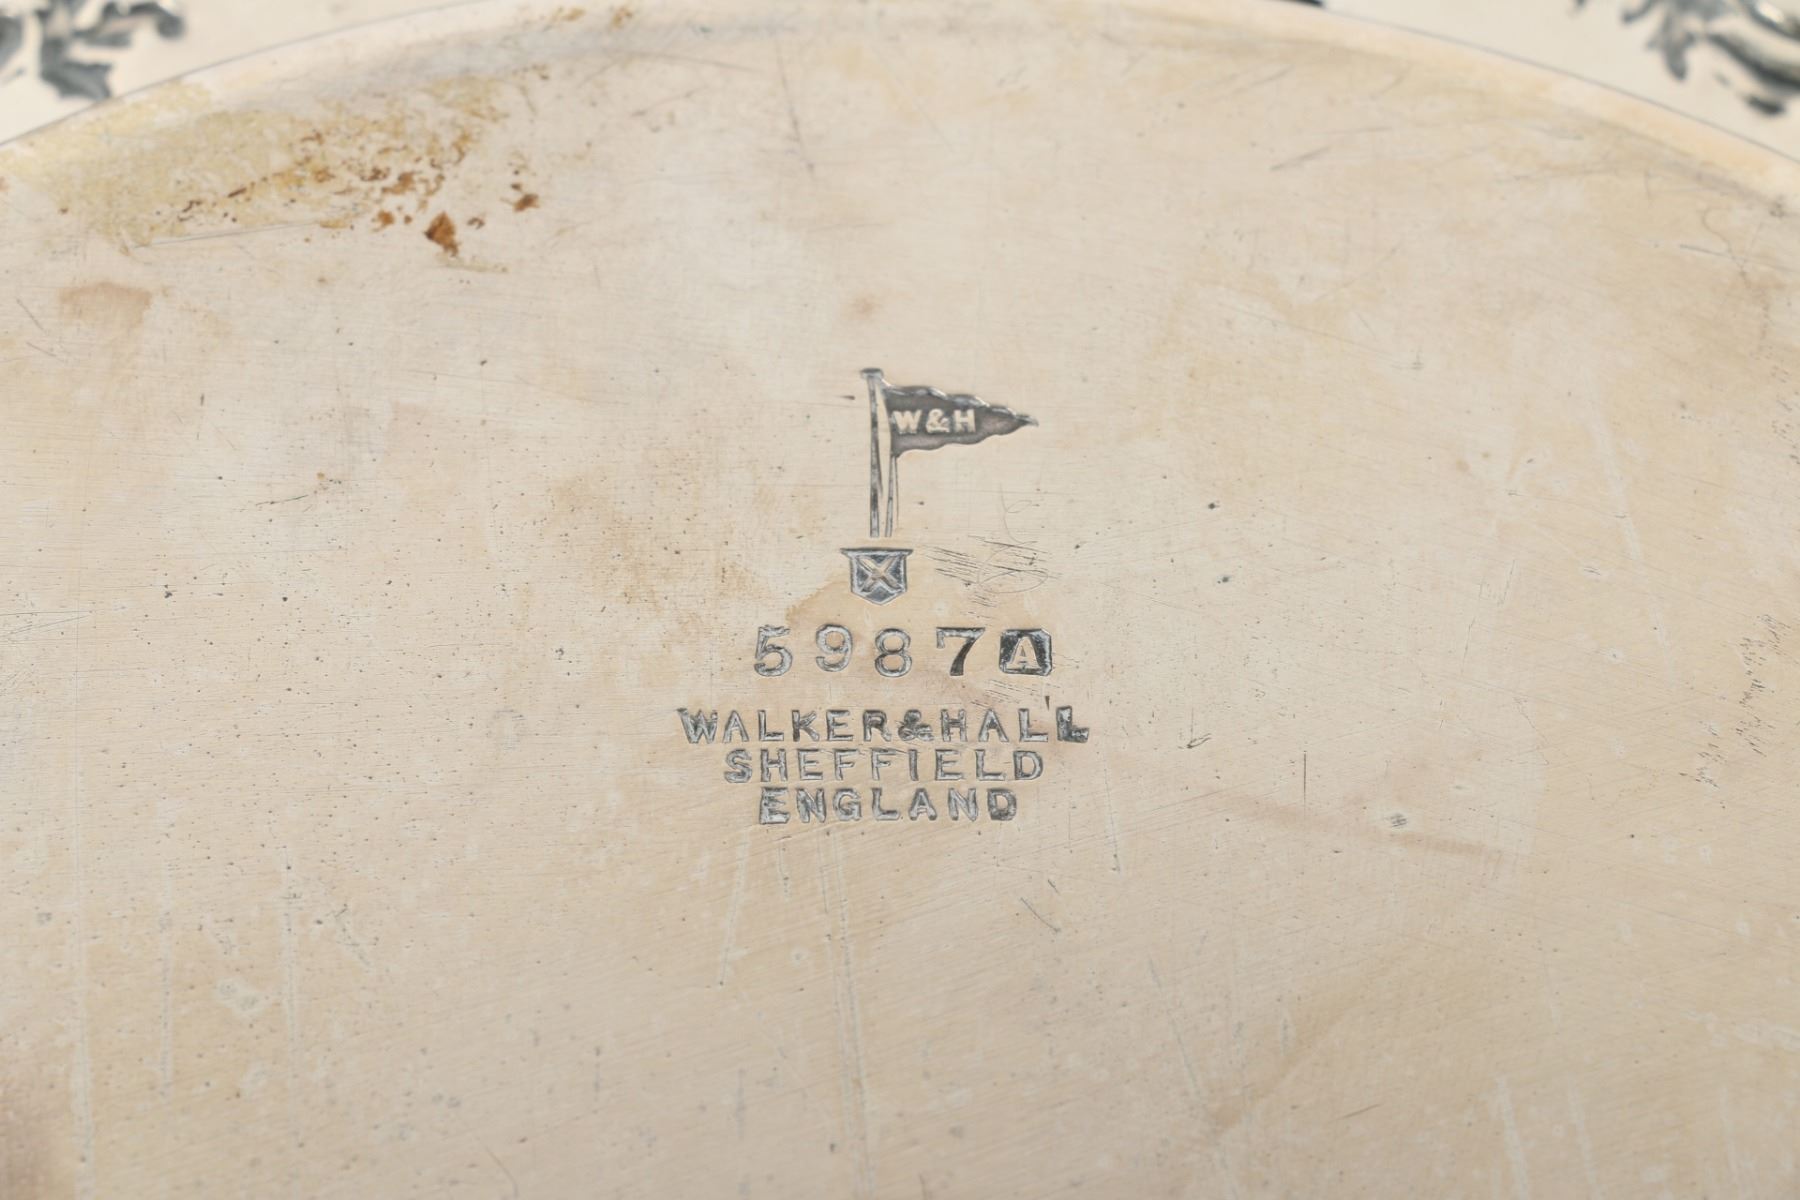 W&H
5987 A
WALKER&HALL
SHEFFIELD
ENGLAND